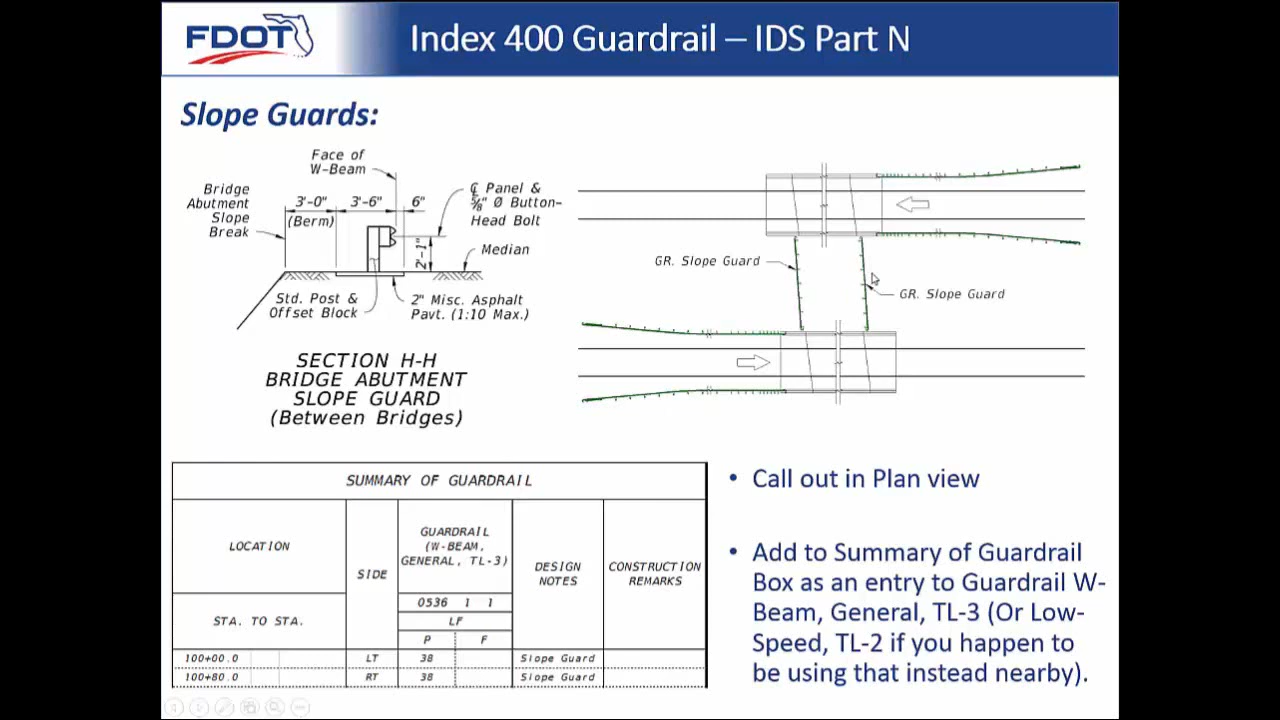 FDOT
Index 400 Guardrail – IDS Part N
Slope Guards:
Face of
W-Beam
Bridge
Abutment
Slope
Break
3'-0"
(Berm)
3'-6"
6"
℄ Panel &
⅝" Ø Button-
Head Bolt
2'-1"
Median
Std. Post &
Offset Block
2" Misc. Asphalt
Pavt. (1:10 Max.)
SECTION H-H
BRIDGE ABUTMENT
SLOPE GUARD
(Between Bridges)
GR. Slope Guard
GR. Slope Guard
SUMMARY OF GUARDRAIL
LOCATION
STA. TO STA.
SIDE
GUARDRAIL
(W-BEAM,
GENERAL, TL-3)
0536 1 1
LF
P F
DESIGN
NOTES
CONSTRUCTION
REMARKS
100+00.0 LT 38 Slope Guard
100+80.0 RT 38 Slope Guard
• Call out in Plan view
• Add to Summary of Guardrail
Box as an entry to Guardrail W-
Beam, General, TL-3 (Or Low-
Speed, TL-2 if you happen to
be using that instead nearby).